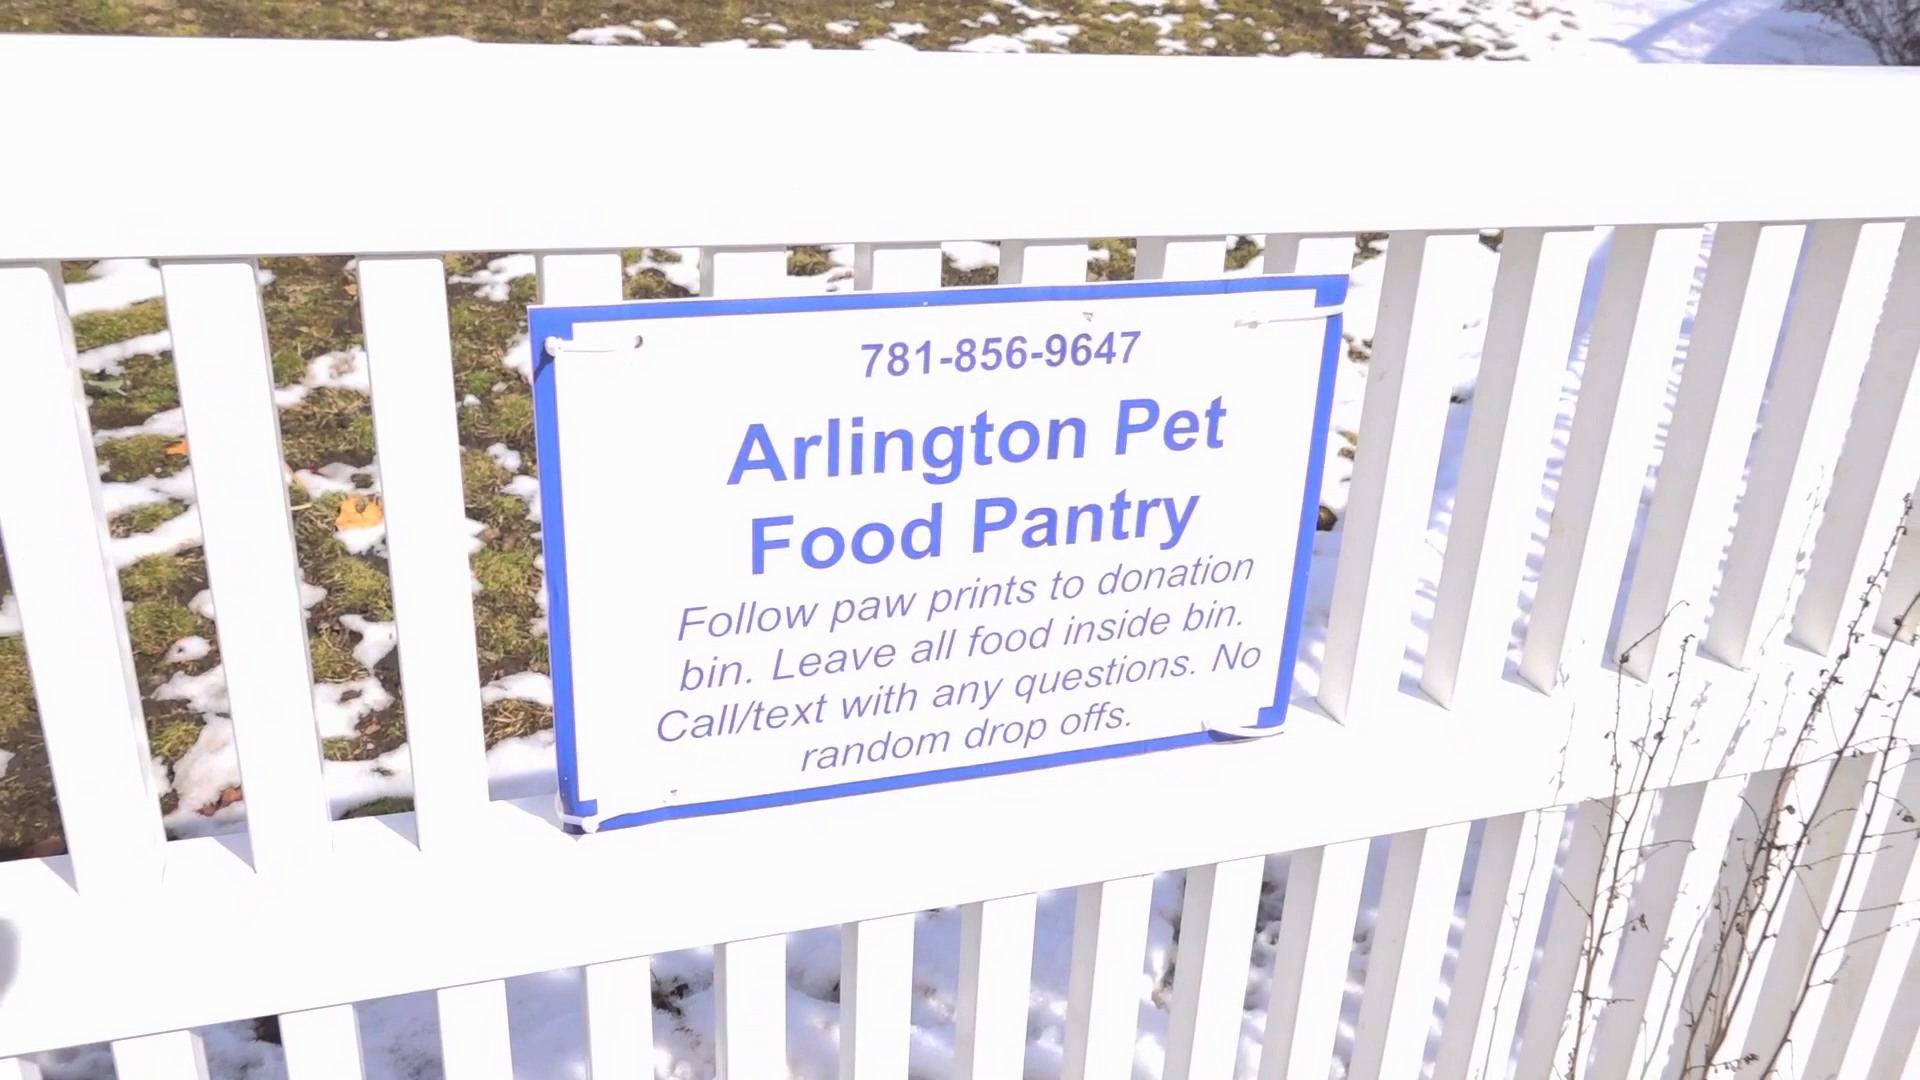 781-856-9647
Arlington Pet
Food Pantry
Follow paw prints to donation
bin. Leave all food inside bin.
Call/text with any questions. No
random drop offs.